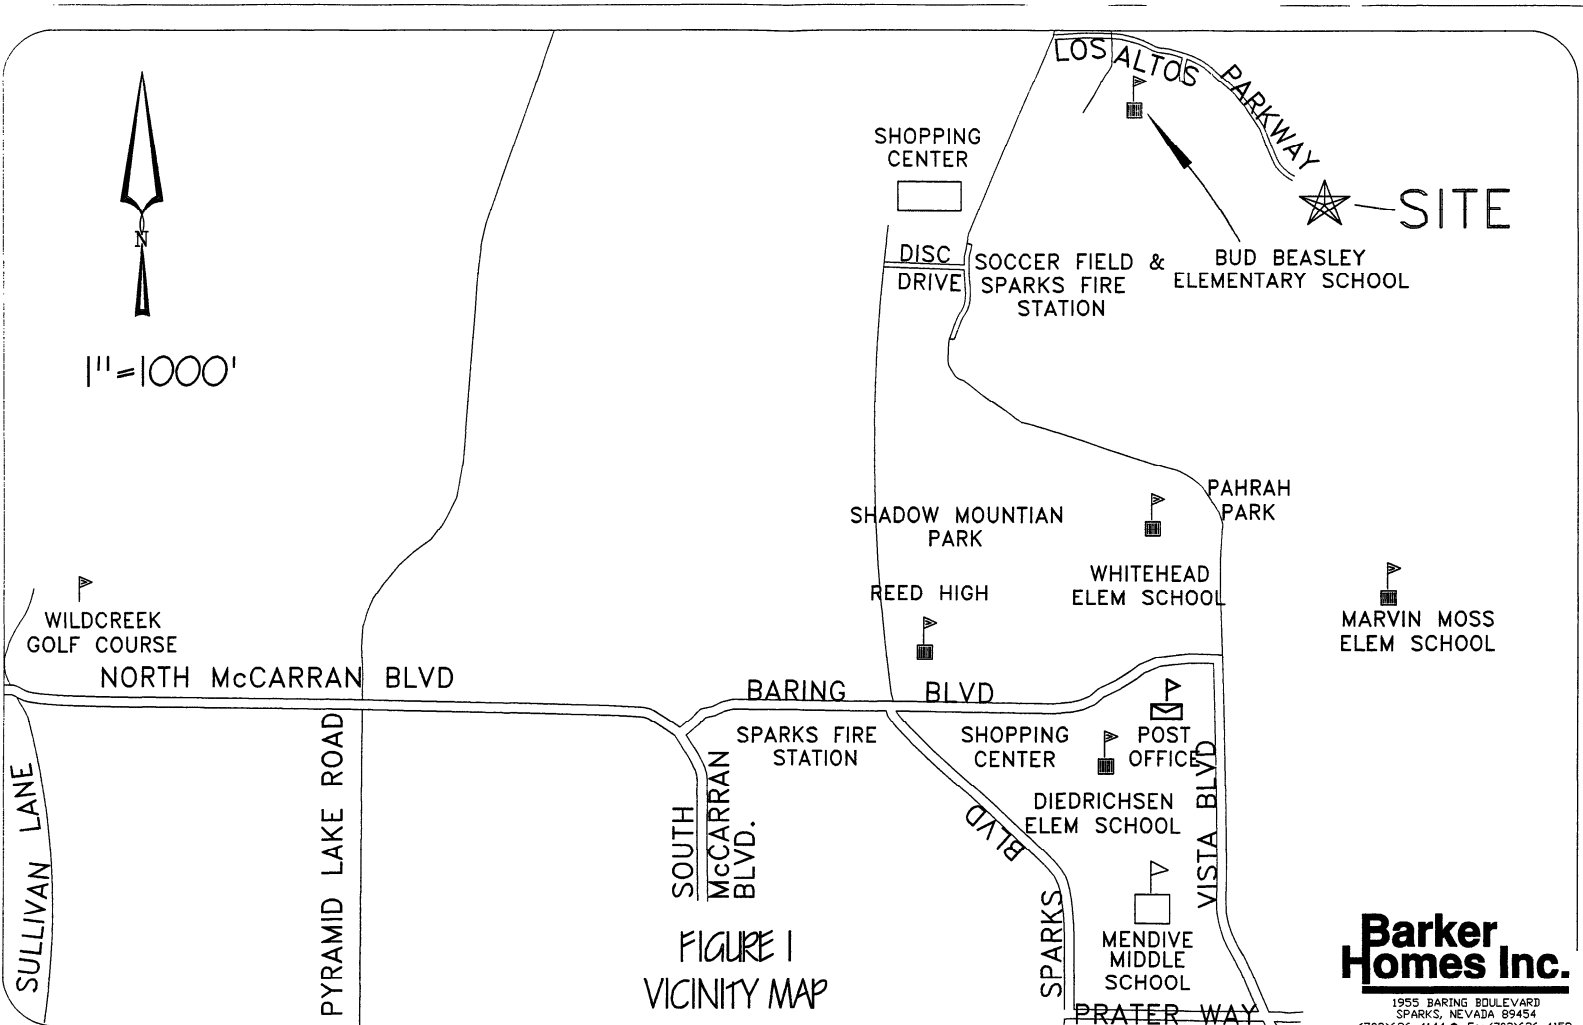 LOS ALTOS PARKWAY
SHOPPING
CENTER
SITE
N
DISC
DRIVE
SOCCER FIELD &
SPARKS FIRE
STATION
BUD BEASLEY
ELEMENTARY SCHOOL
1"=1000'
PAHRAH
PARK
SHADOW MOUNTIAN
PARK
WHITEHEAD
ELEM SCHOOL
REED HIGH
WILDCREEK
GOLF COURSE
MARVIN MOSS
ELEM SCHOOL
NORTH McCARRAN BLVD
BARING BLVD
SPARKS FIRE
STATION
SHOPPING
CENTER
POST
OFFICE
DIEDRICHSEN
ELEM SCHOOL
SULLIVAN LANE
PYRAMID LAKE ROAD
SOUTH
McCARRAN
BLVD.
SPARKS BLVD
VISTA BLVD
MENDIVE
MIDDLE
SCHOOL
PRATER WAY
FIGURE 1
VICINITY MAP
Barker
Homes Inc.
1955 BARING BOULEVARD
SPARKS, NEVADA 89454